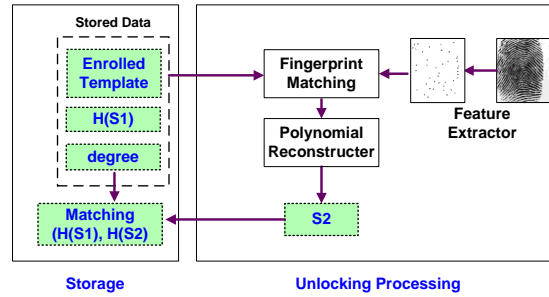 Stored Data
Enrolled
Template
H(S1)
degree
Matching
(H(S1), H(S2)
Storage
Fingerprint
Matching
Feature
Extractor
Polynomial
Reconstructer
S2
Unlocking Processing